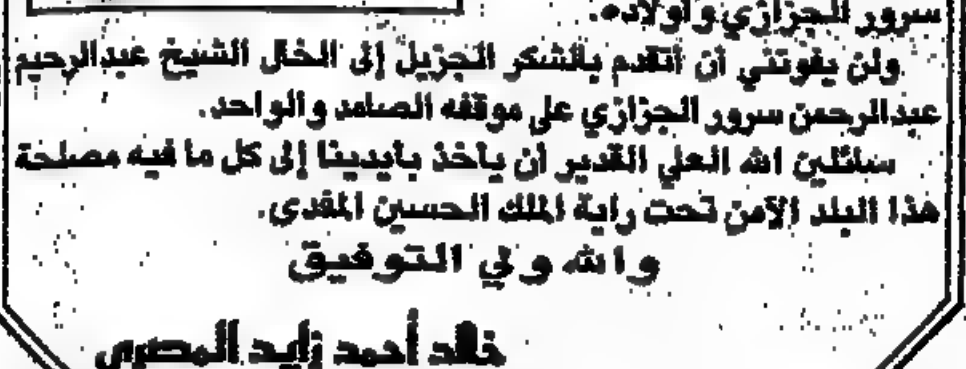 سرور الجزازي وأولاده.
ولن يفوتني أن أتقدم بالشكر الجزيل إلى الخال الشيخ عبدالرحيم
عبدالرحمن سرور الجزازي على موقفه الصامد والواحد.
سائلين الله العلي القدير أن يأخذ بأيدينا إلى كل ما فيه مصلحة
هذا البلد الآمن تحت راية الملك الحسين المفدى.
والله ولي التوفيق
خالد أحمد زايد المصري